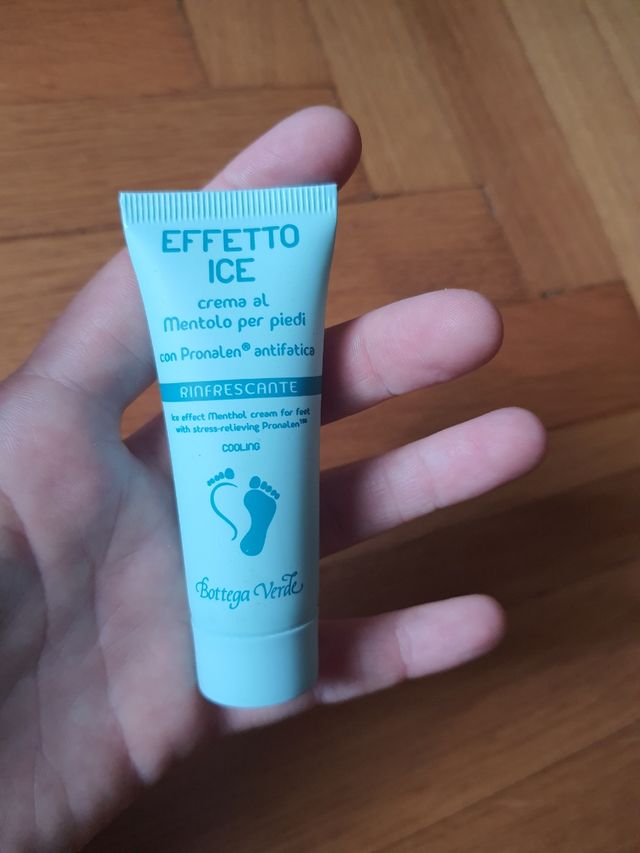 EFFETTO
ICE
crema al
Mentolo per piedi
con Pronalen® antifatica
RINFRESCANTE
Ice effect Menthol cream for feet
with stress-relieving Pronalen™
COOLING
Bottega Verde